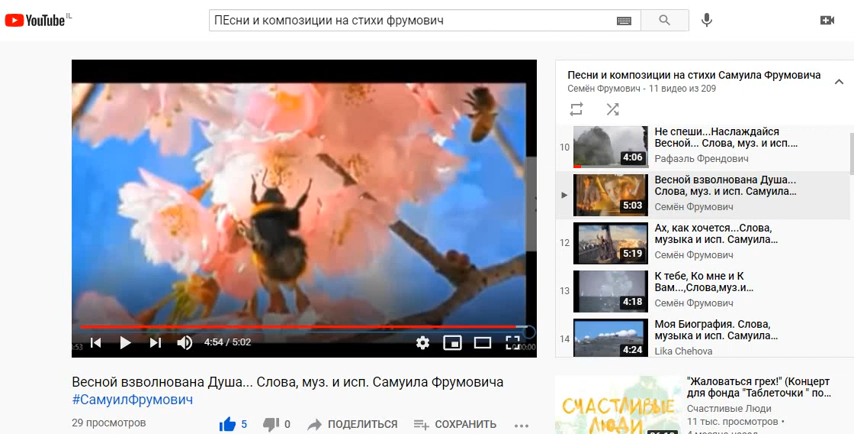 YouTube IL
ПЕсни и композиции на стихи фрумович
Песни и композиции на стихи Самуила Фрумовича
Семён Фрумович - 11 видео из 209
10
4:06
Не спеши...Наслаждайся
Весной... Слова, муз. и исп....
Рафаэль Френдович
5:03
Весной взволнована Душа...
Слова, муз. и исп. Самуила...
Семён Фрумович
12
5:19
Ах, как хочется...Слова,
музыка и исп. Самуила...
Семён Фрумович
13
4:18
К тебе, Ко мне и К
Вам...,Слова,муз.и...
Семён Фрумович
14
4:24
Моя Биография. Слова,
музыка и исп. Самуила...
Lika Chehova
4:54 / 5:02
Весной взволнована Душа... Слова, муз. и исп. Самуила Фрумовича
#СамуилФрумович
29 просмотров
5
0
ПОДЕЛИТЬСЯ
СОХРАНИТЬ
СЧАСТЛИВЫЕ
ЛЮДИ
"Жаловаться грех!" (Концерт
для фонда "Таблеточки " по...
Счастливые Люди
11 тыс. просмотров •